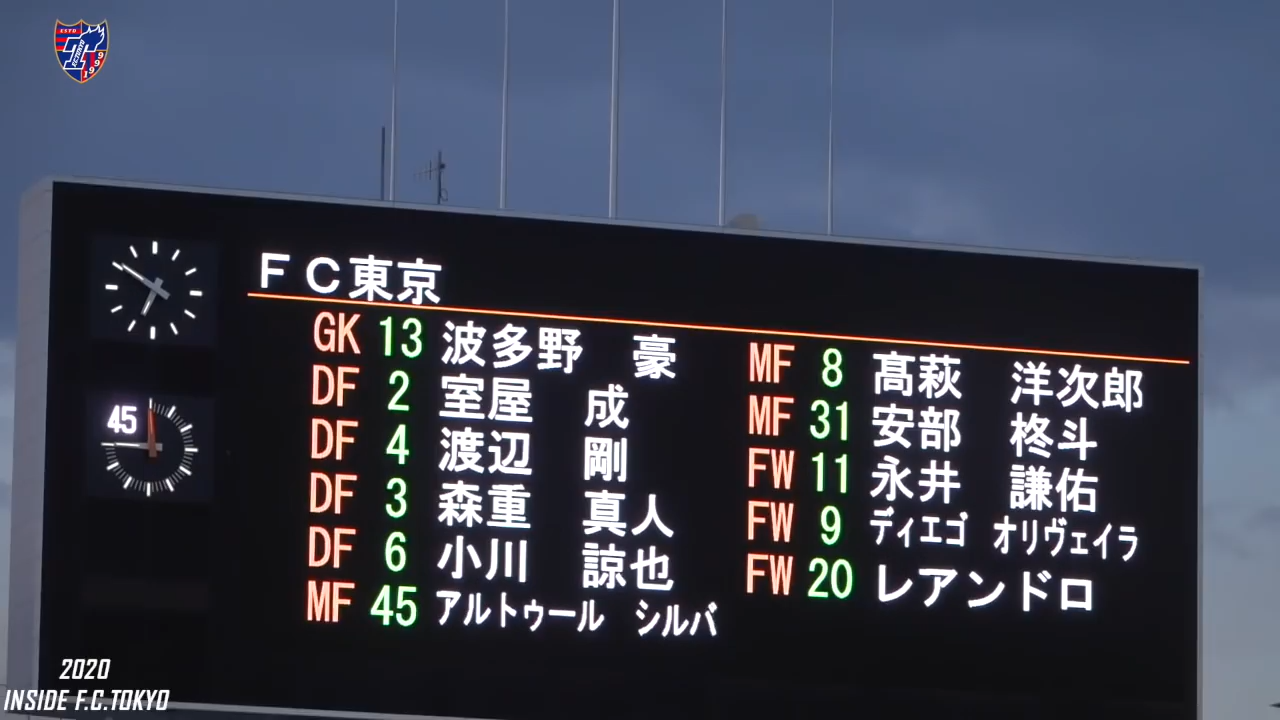 ESTD
F.C.TOKYO
1999
FC東京
GK 13 波多野 豪
DF 2 室屋 成
DF 4 渡辺 剛
DF 3 森重 真人
DF 6 小川 諒也
MF 45 アルトゥール シルバ
MF 8 髙萩 洋次郎
MF 31 安部 柊斗
FW 11 永井 謙佑
FW 9 ディエゴ オリヴェイラ
FW 20 レアンドロ
45
2020
INSIDE F.C.TOKYO